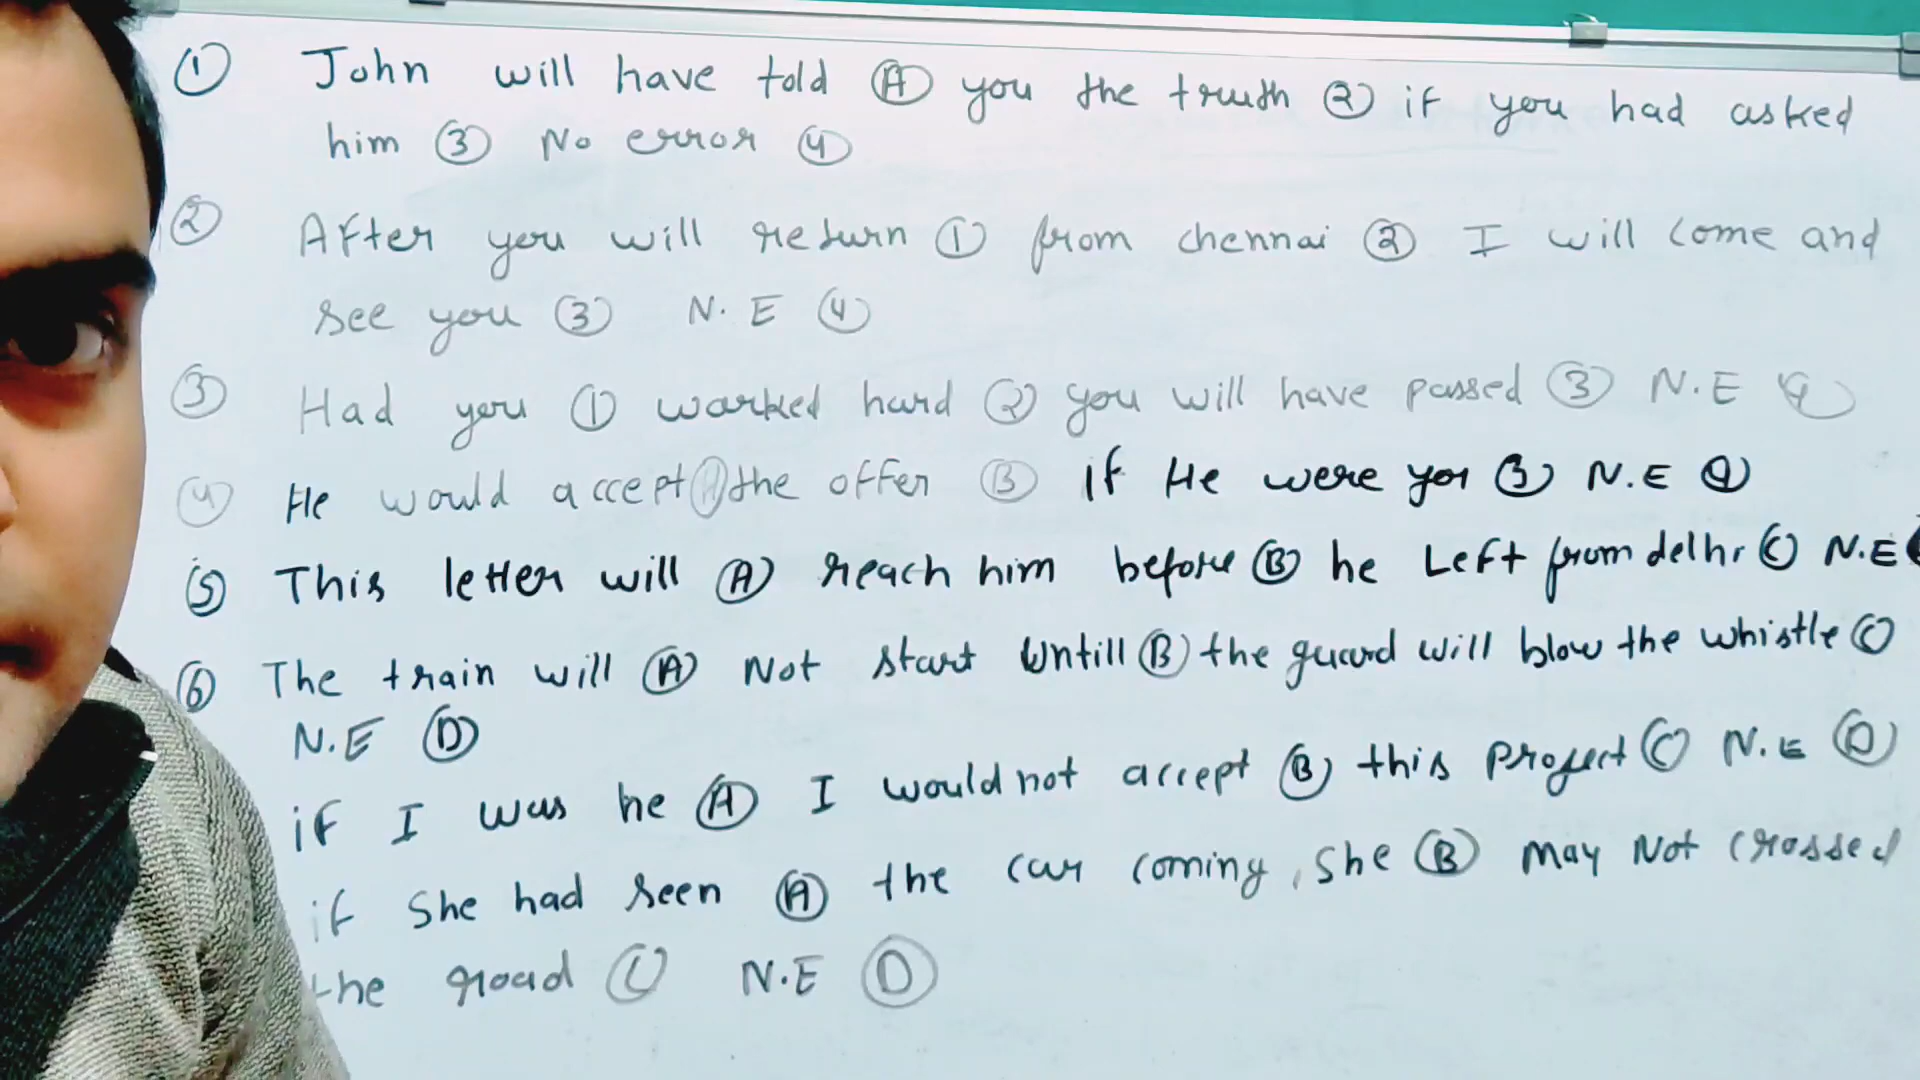 ① John will have told Ⓐ you the truth ② if you had asked
him ③ No error ④
② After you will return ① from chennai ② I will come and
see you ③ N.E ④
③ Had you ① worked hard ② you will have passed ③ N.E ④
④ He would accept Ⓐ the offer Ⓑ if He were you ③ N.E ④
⑤ This letter will Ⓐ reach him before Ⓑ he Left from delhi Ⓒ N.E
⑥ The train will Ⓐ Not start Untill Ⓑ the guard will blow the whistle Ⓒ
N.E Ⓓ
if I was he Ⓐ I would not accept Ⓑ this Project Ⓒ N.E Ⓓ
if She had seen Ⓐ the car coming, She Ⓑ may Not crossed
the road Ⓒ N.E Ⓓ